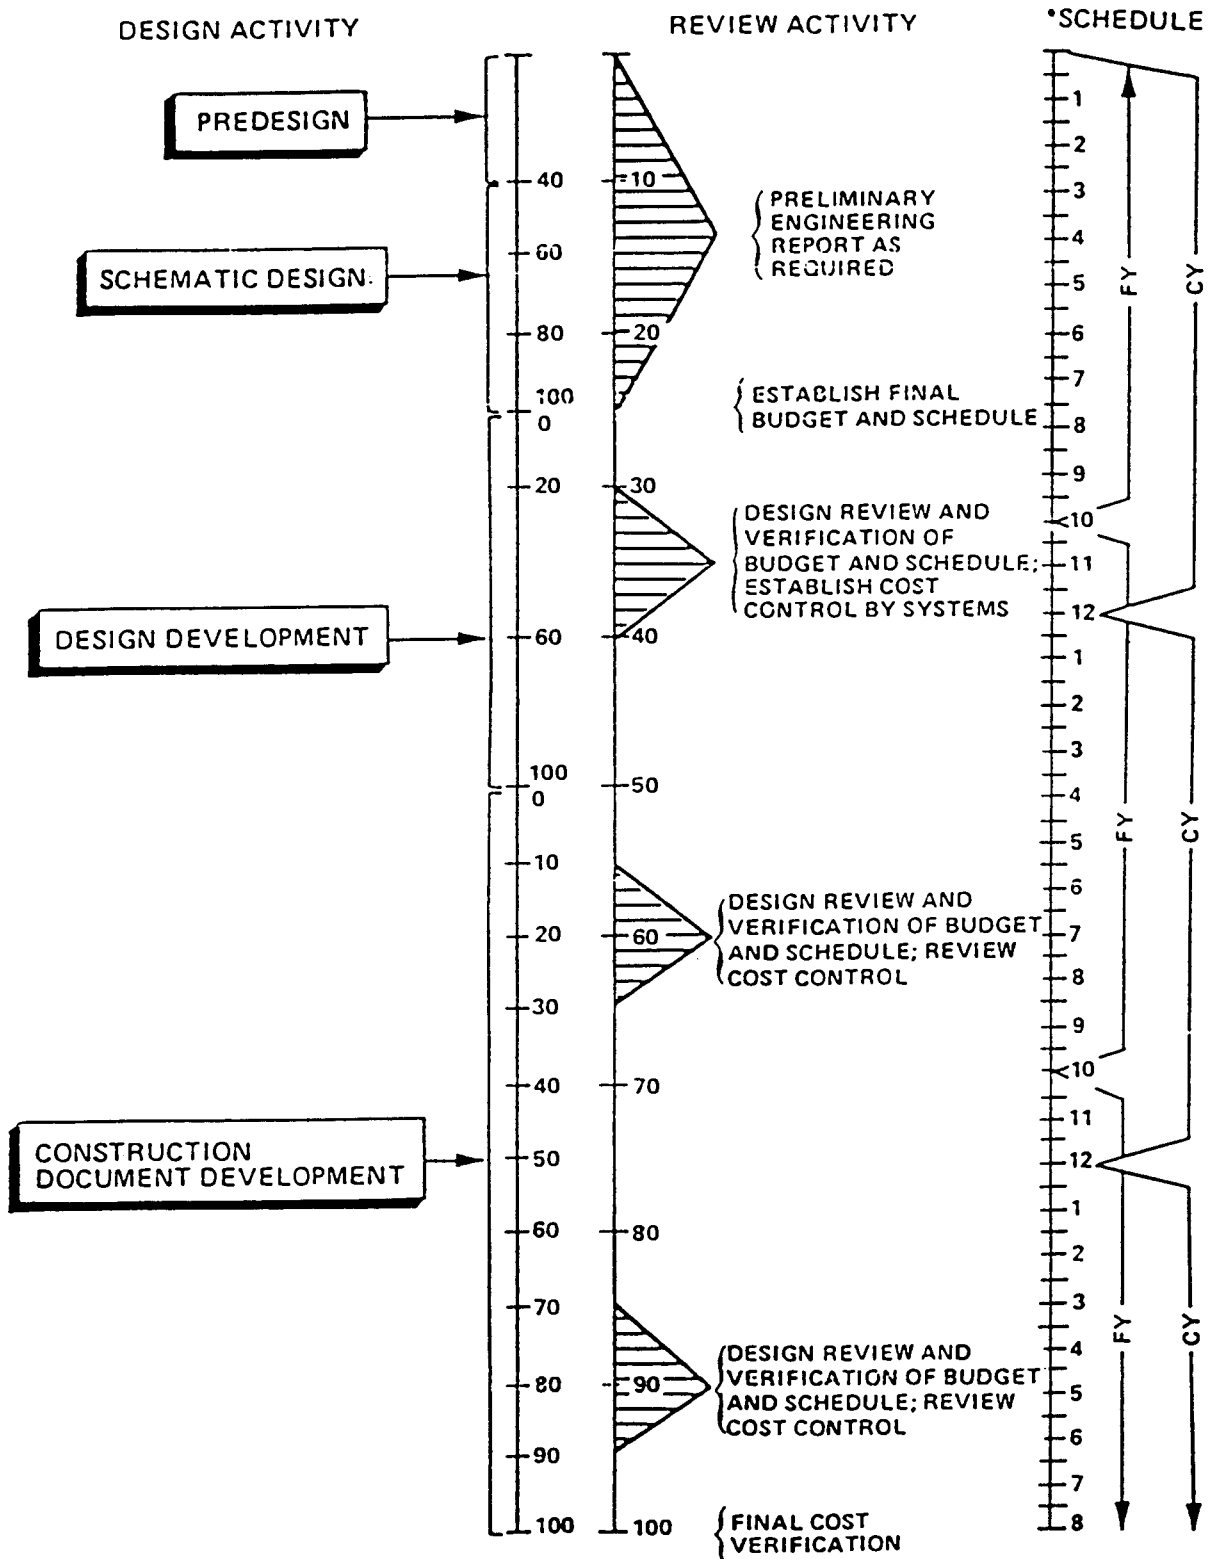 DESIGN ACTIVITY
REVIEW ACTIVITY
*SCHEDULE
PREDESIGN
SCHEMATIC DESIGN
DESIGN DEVELOPMENT
CONSTRUCTION
DOCUMENT DEVELOPMENT
40
60
80
100
0
20
60
100
0
10
20
30
40
50
60
70
80
90
100
10
20
30
40
50
60
70
80
90
100
PRELIMINARY
ENGINEERING
REPORT AS
REQUIRED
ESTABLISH FINAL
BUDGET AND SCHEDULE
DESIGN REVIEW AND
VERIFICATION OF
BUDGET AND SCHEDULE;
ESTABLISH COST
CONTROL BY SYSTEMS
DESIGN REVIEW AND
VERIFICATION OF BUDGET
AND SCHEDULE; REVIEW
COST CONTROL
DESIGN REVIEW AND
VERIFICATION OF BUDGET
AND SCHEDULE; REVIEW
COST CONTROL
FINAL COST
VERIFICATION
1
2
3
4
5
6
7
8
9
10
11
12
1
2
3
4
5
6
7
8
9
10
11
12
1
2
3
4
5
6
7
8
FY
CY
FY
CY
FY
CY